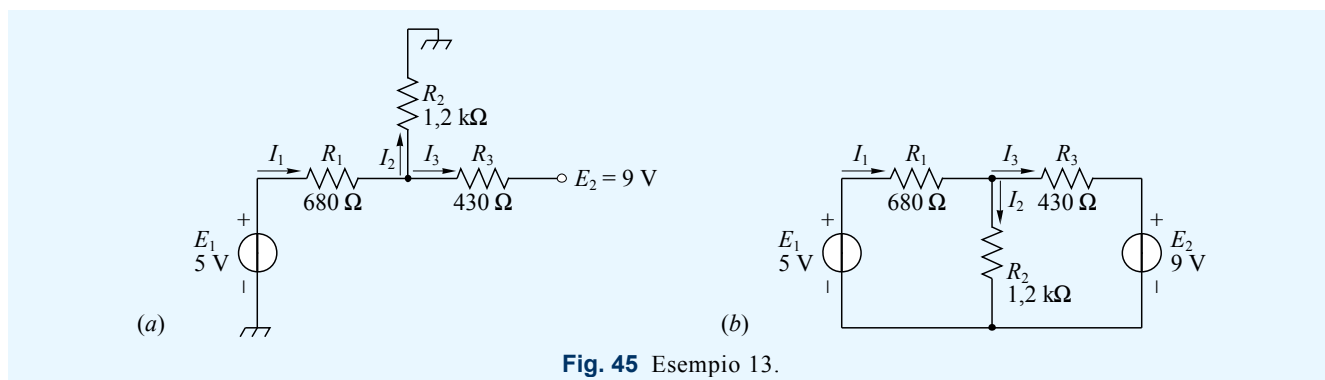 R₂
1,2 kΩ
I₁ R₁ I₂ I₃ R₃
680 Ω 430 Ω
E₂ = 9 V
+
E₁
5 V
–
(a)
I₁ R₁ I₃ R₃
680 Ω I₂ 430 Ω
+ +
E₁ E₂
5 V 9 V
R₂
1,2 kΩ
– –
(b)
Fig. 45 Esempio 13.